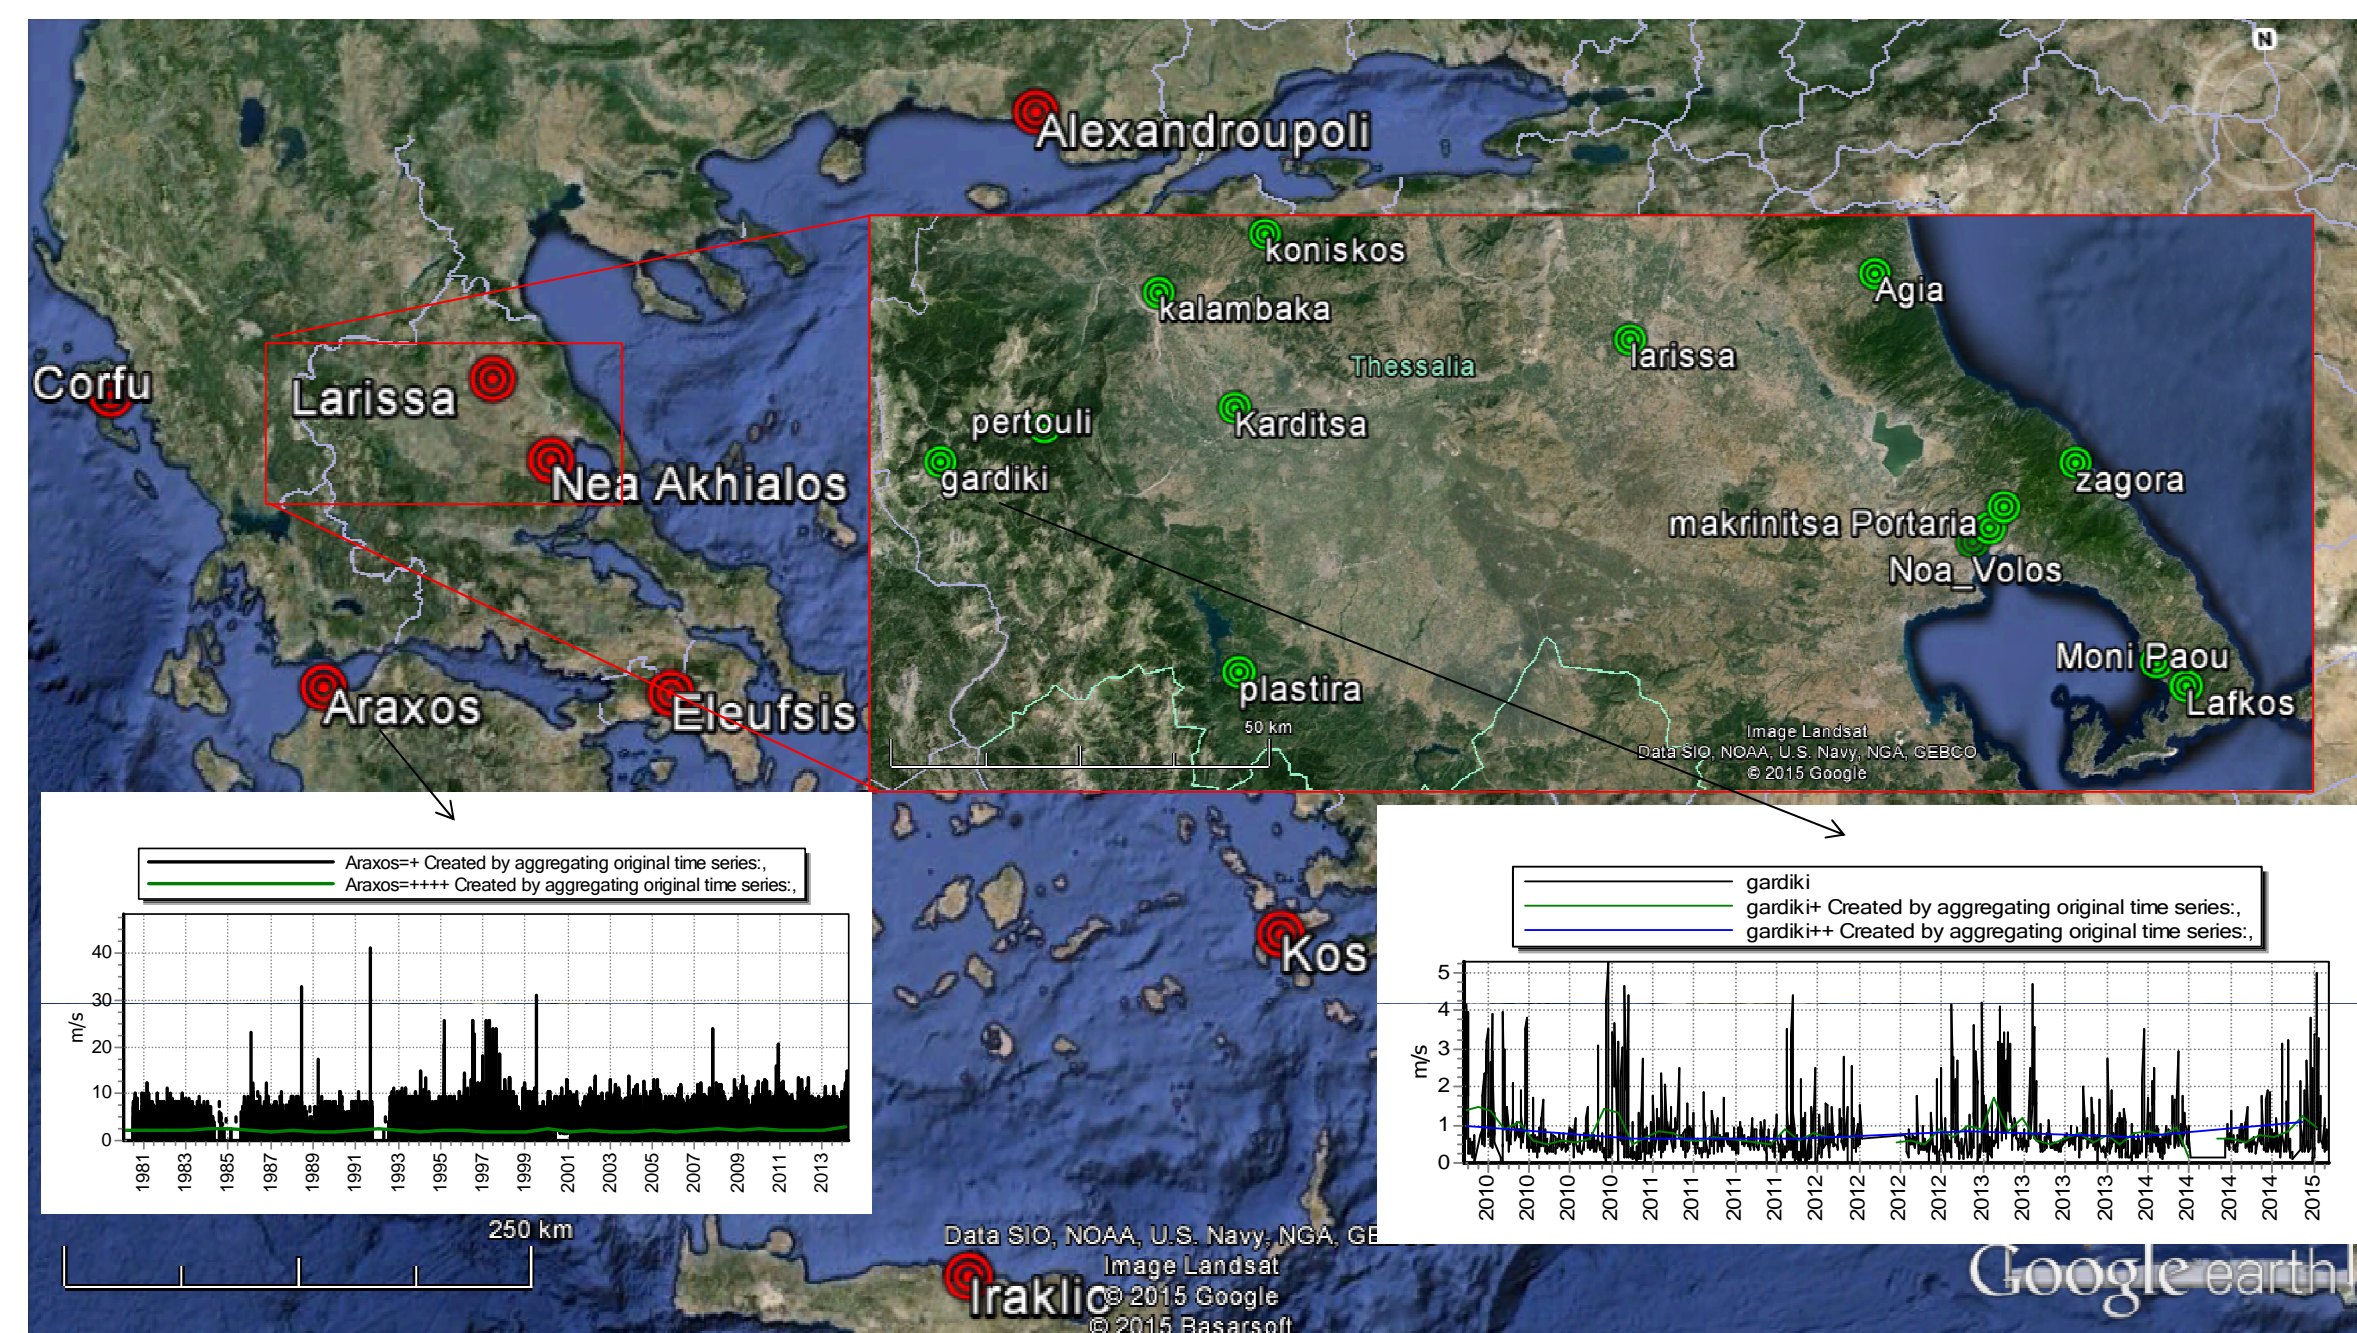 N
Alexandroupoli
Corfu
Larissa
Nea Akhialos
Araxos
Eleufsis
koniskos
kalambaka
Agia
larissa
Thessalia
pertouli
Karditsa
gardiki
zagora
makrinitsa Portaria
Noa_Volos
Moni Paou
Lafkos
plastira
50 km
Image Landsat
Data SIO, NOAA, U.S. Navy, NGA, GEBCO
© 2015 Google
Araxos=+ Created by aggregating original time series:,
Araxos=++++ Created by aggregating original time series:,
40
30
20
10
0
m/s
1981 1983 1985 1987 1989 1991 1993 1995 1997 1999 2001 2003 2005 2007 2009 2011 2013
Kos
gardiki
gardiki+ Created by aggregating original time series:,
gardiki++ Created by aggregating original time series:,
5
4
3
2
1
0
m/s
2010 2010 2010 2010 2011 2011 2011 2011 2012 2012 2012 2012 2013 2013 2013 2013 2014 2014 2014 2014 2015
250 km
Data SIO, NOAA, U.S. Navy, NGA, GE
Image Landsat
© 2015 Google
© 2015 Basarsoft
Iraklio
Google earth